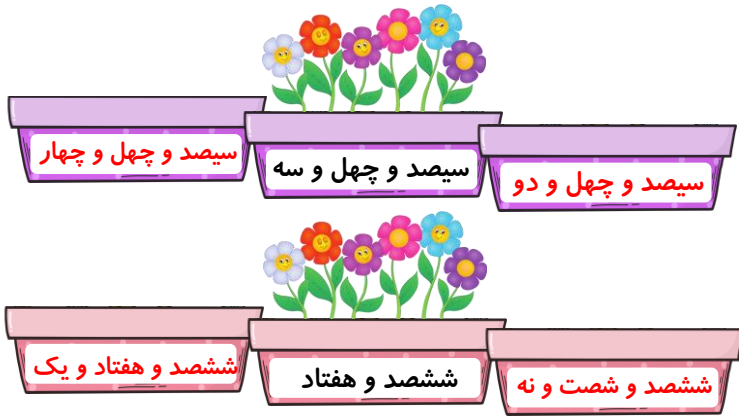 سیصد و چهل و دو
سیصد و چهل و سه
سیصد و چهل و چهار
ششصد و شصت و نه
ششصد و هفتاد
ششصد و هفتاد و یک